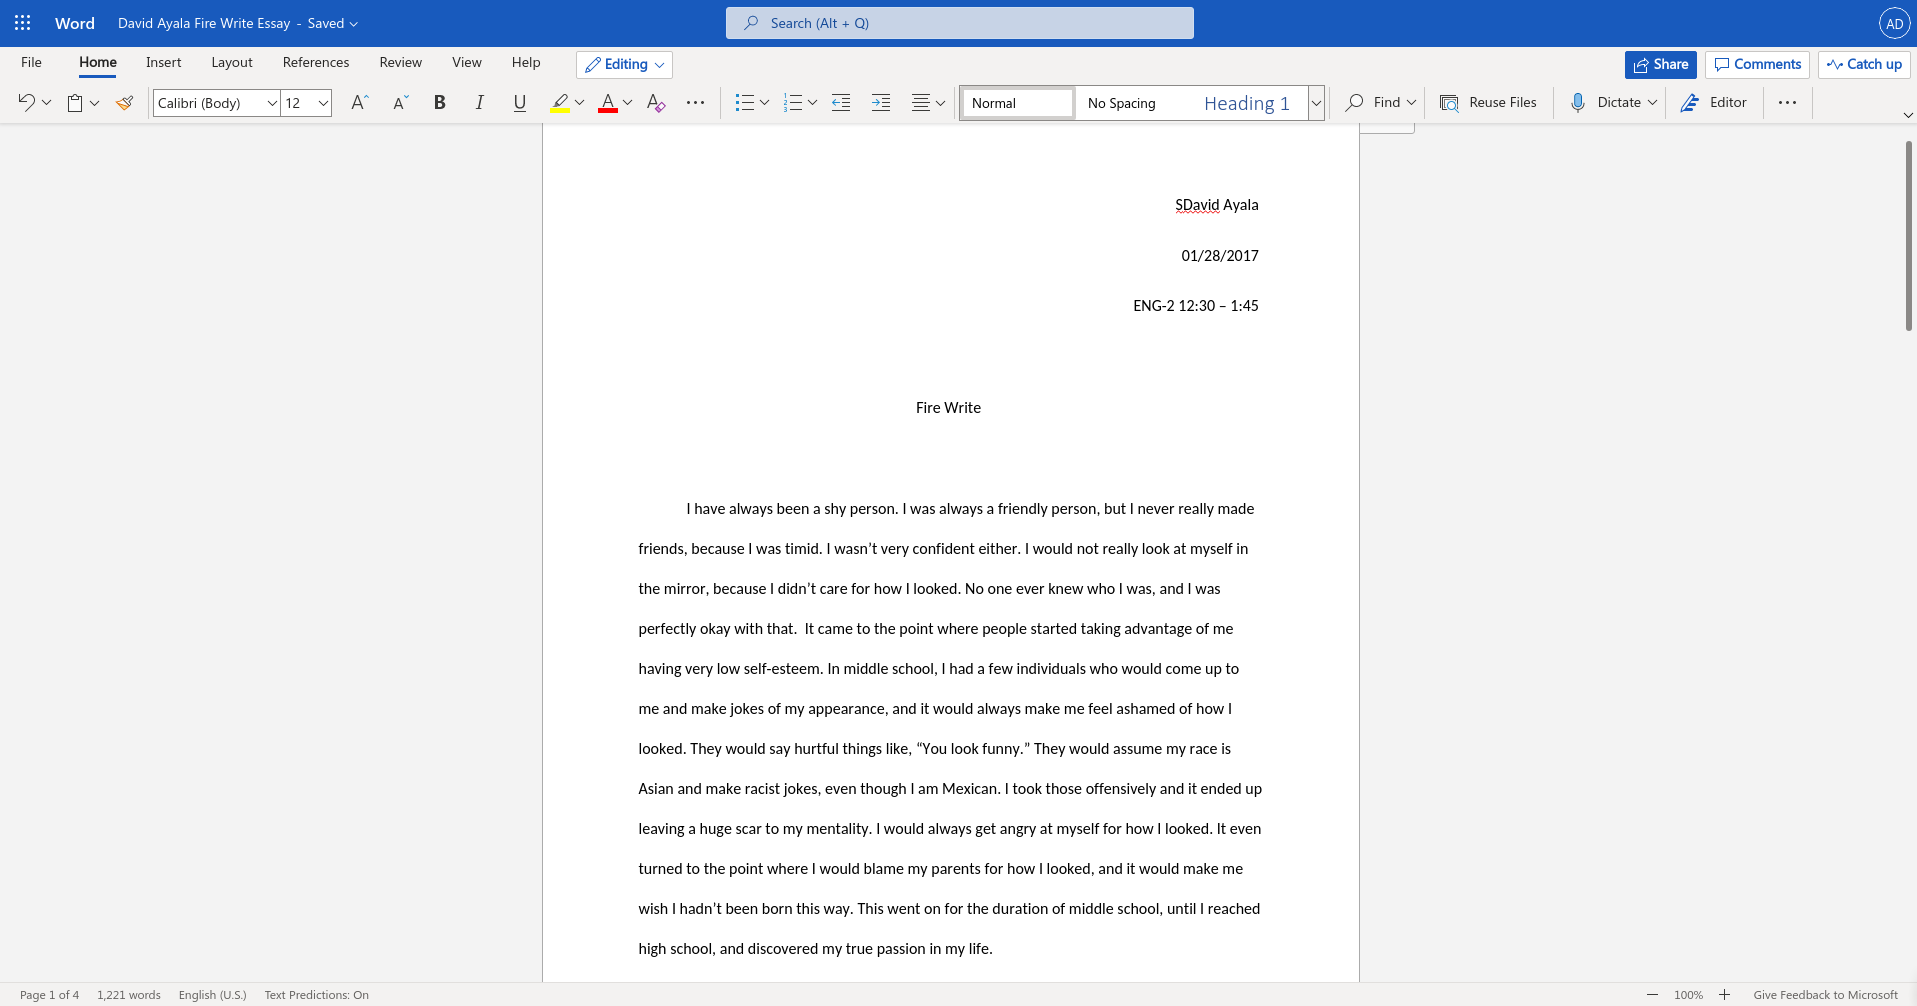 Word
David Ayala Fire Write Essay - Saved
Search (Alt + Q)
AD
File Home Insert Layout References Review View Help Editing Share Comments Catch up
Calibri (Body) 12 A A B I U A A Normal No Spacing Heading 1 Find Reuse Files Dictate Editor
SDavid Ayala
01/28/2017
ENG-2 12:30 – 1:45
Fire Write
I have always been a shy person. I was always a friendly person, but I never really made
friends, because I was timid. I wasn’t very confident either. I would not really look at myself in
the mirror, because I didn’t care for how I looked. No one ever knew who I was, and I was
perfectly okay with that.  It came to the point where people started taking advantage of me
having very low self-esteem. In middle school, I had a few individuals who would come up to
me and make jokes of my appearance, and it would always make me feel ashamed of how I
looked. They would say hurtful things like, “You look funny.” They would assume my race is
Asian and make racist jokes, even though I am Mexican. I took those offensively and it ended up
leaving a huge scar to my mentality. I would always get angry at myself for how I looked. It even
turned to the point where I would blame my parents for how I looked, and it would make me
wish I hadn’t been born this way. This went on for the duration of middle school, until I reached
high school, and discovered my true passion in my life.
Page 1 of 4 1,221 words English (U.S.) Text Predictions: On 100% Give Feedback to Microsoft